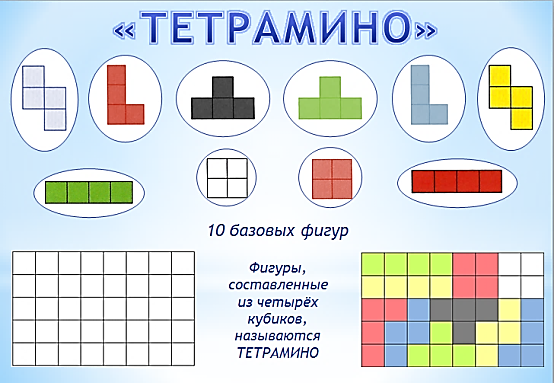 «ТЕТРАМИНО»
10 базовых фигур
Фигуры,
составленные
из четырёх
кубиков,
называются
ТЕТРАМИНО